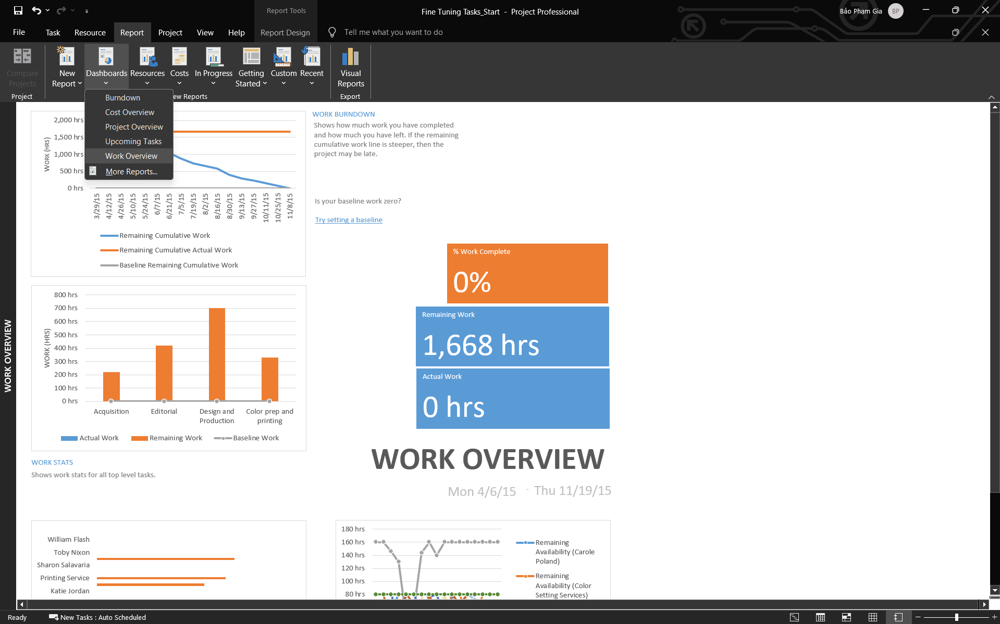 Report Tools
Fine Tuning Tasks_Start - Project Professional
Bảo Phạm Gia
BP
File
Task
Resource
Report
Project
View
Help
Report Design
Tell me what you want to do
Compare Projects
New Report
Dashboards
Resources
Costs
In Progress
Getting Started
Custom
Recent
Visual Reports
Project
ew Reports
Export
Burndown
Cost Overview
Project Overview
Upcoming Tasks
Work Overview
More Reports...
WORK OVERVIEW
2,000 hrs
1,500 hrs
1,000 hrs
500 hrs
0 hrs
WORK (HRS)
3/29/15
4/12/15
4/26/15
5/10/15
5/24/15
6/7/15
6/21/15
7/5/15
7/19/15
8/2/15
8/16/15
8/30/15
9/13/15
9/27/15
10/11/15
10/25/15
11/8/15
Remaining Cumulative Work
Remaining Cumulative Actual Work
Baseline Remaining Cumulative Work
WORK BURNDOWN
Shows how much work you have completed
and how much you have left. If the remaining
cumulative work line is steeper, then the
project may be late.
Is your baseline work zero?
Try setting a baseline
% Work Complete
0%
Remaining Work
1,668 hrs
Actual Work
0 hrs
800 hrs
700 hrs
600 hrs
500 hrs
400 hrs
300 hrs
200 hrs
100 hrs
0 hrs
WORK (HRS)
Acquisition
Editorial
Design and
Production
Color prep and
printing
Actual Work
Remaining Work
Baseline Work
WORK STATS
Shows work stats for all top level tasks.
WORK OVERVIEW
Mon 4/6/15 - Thu 11/19/15
William Flash
Toby Nixon
Sharon Salavaria
Printing Service
Katie Jordan
180 hrs
160 hrs
140 hrs
120 hrs
100 hrs
80 hrs
Remaining
Availability (Carole
Poland)
Remaining
Availability (Color
Setting Services)
Ready
New Tasks : Auto Scheduled